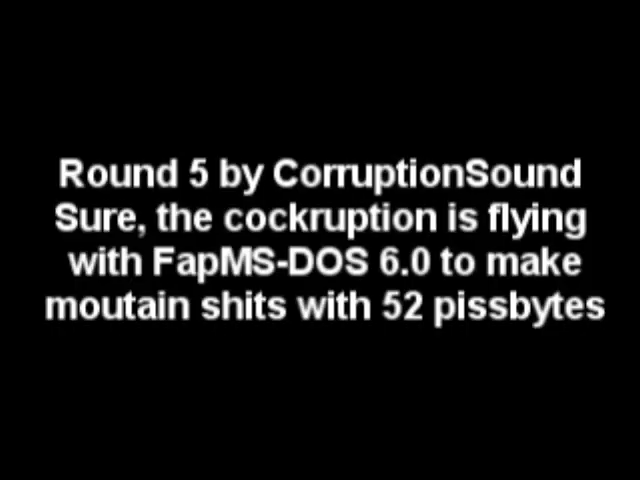 Round 5 by CorruptionSound
Sure, the cockruption is flying
with FapMS-DOS 6.0 to make
moutain shits with 52 pissbytes